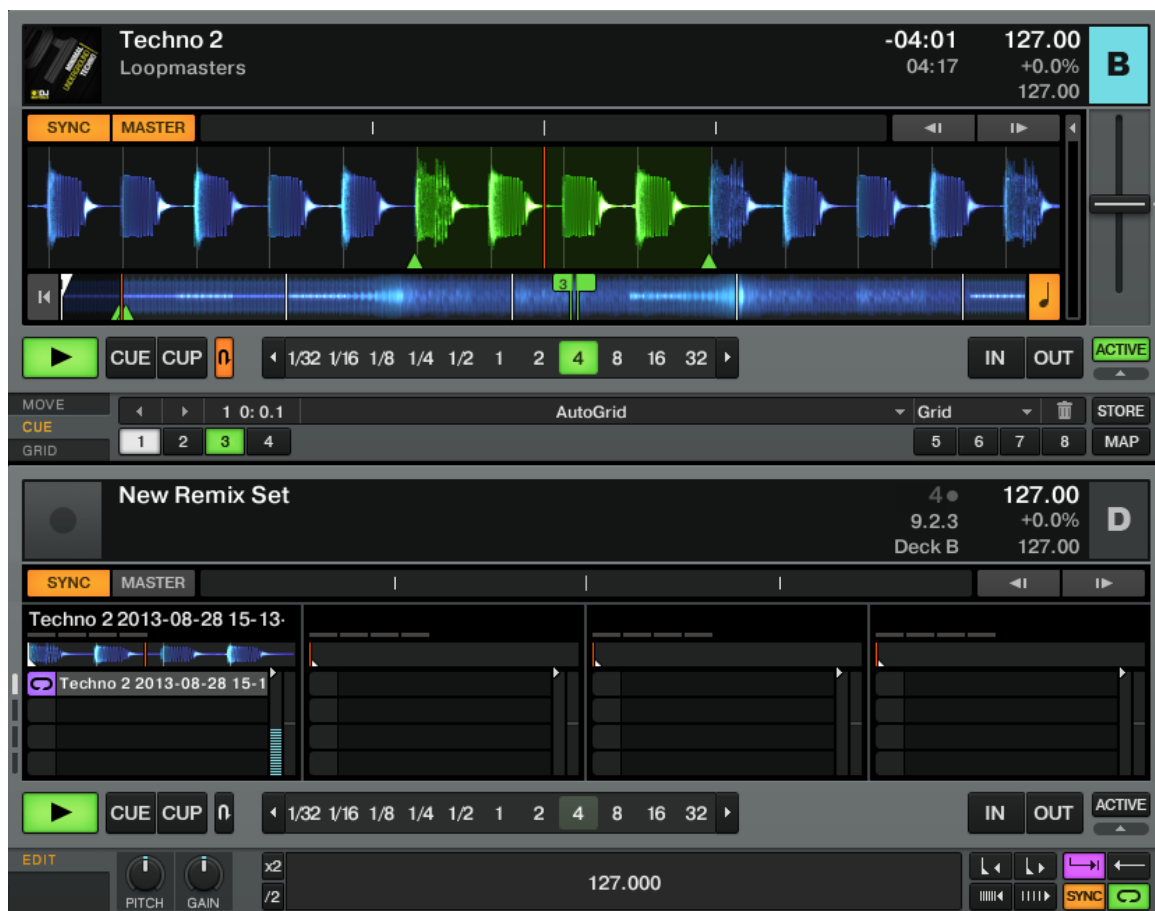 Techno 2
-04:01
127.00
Loopmasters
04:17
+0.0%
127.00
B
MINIMAL
UNDERGROUND
TECHNO
SYNC
MASTER
3
CUE
CUP
1/32 1/16 1/8 1/4 1/2 1 2 4 8 16 32
IN
OUT
ACTIVE
MOVE
CUE
GRID
1 0: 0.1
AutoGrid
Grid
STORE
1
2
3
4
5
6
7
8
MAP
New Remix Set
4
127.00
9.2.3
+0.0%
Deck B
127.00
D
SYNC
MASTER
Techno 2 2013-08-28 15-13-
Techno 2 2013-08-28 15-1
CUE
CUP
1/32 1/16 1/8 1/4 1/2 1 2 4 8 16 32
IN
OUT
ACTIVE
EDIT
PITCH
GAIN
x2
/2
127.000
SYNC